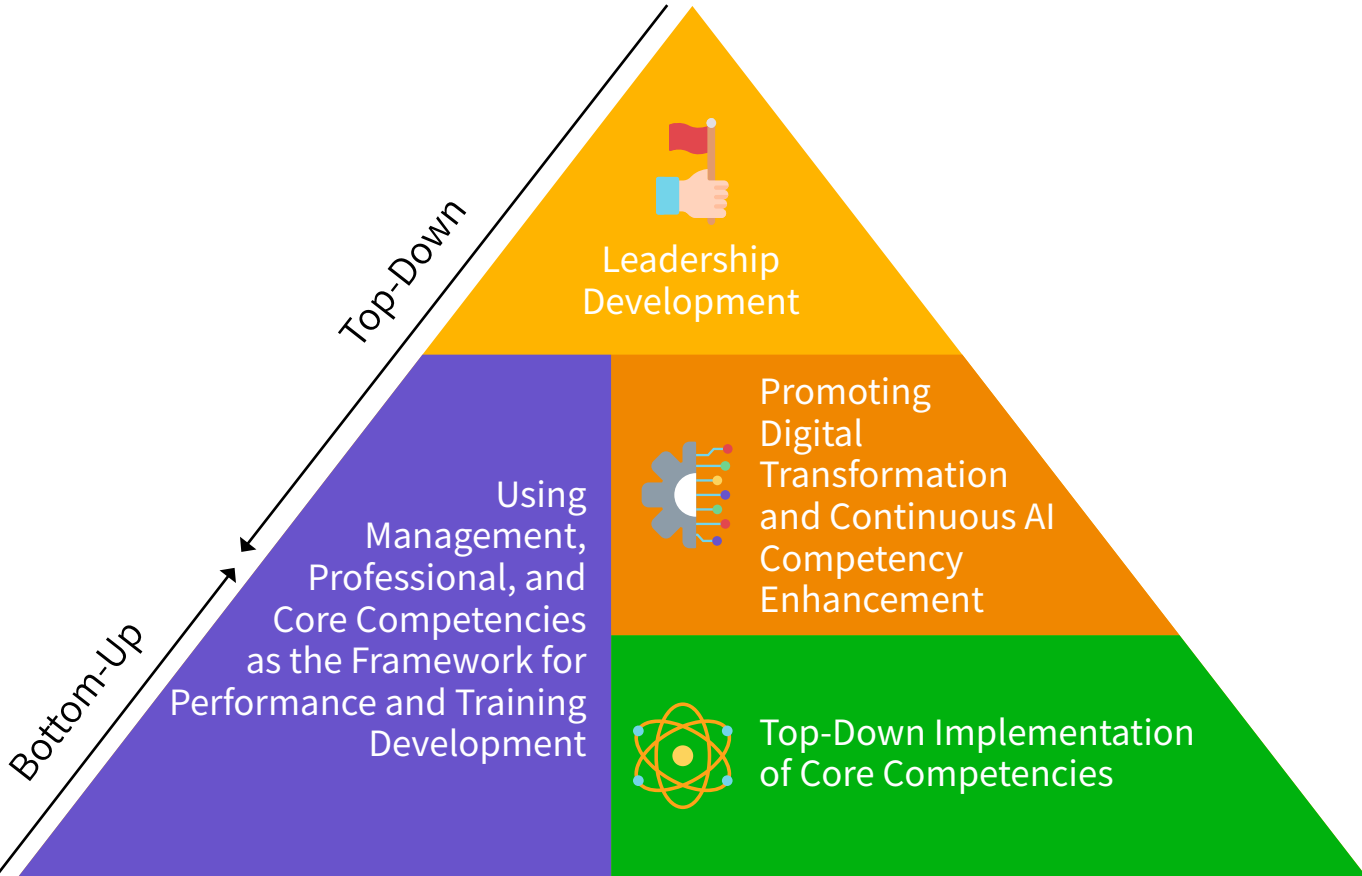 Top-Down
Bottom-Up
Leadership
Development
Using
Management,
Professional, and
Core Competencies
as the Framework for
Performance and Training
Development
Promoting
Digital
Transformation
and Continuous AI
Competency
Enhancement
Top-Down Implementation
of Core Competencies